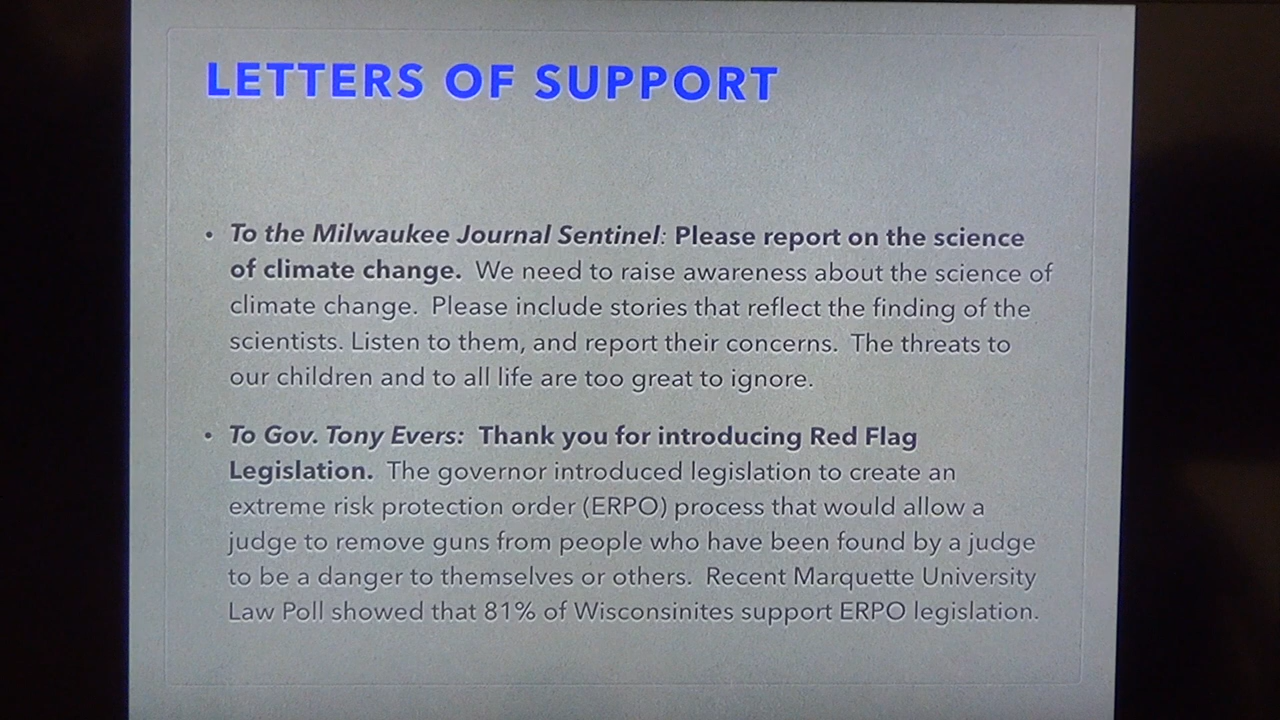 LETTERS OF SUPPORT
• To the Milwaukee Journal Sentinel: Please report on the science
of climate change. We need to raise awareness about the science of
climate change. Please include stories that reflect the finding of the
scientists. Listen to them, and report their concerns. The threats to
our children and to all life are too great to ignore.
• To Gov. Tony Evers: Thank you for introducing Red Flag
Legislation. The governor introduced legislation to create an
extreme risk protection order (ERPO) process that would allow a
judge to remove guns from people who have been found by a judge
to be a danger to themselves or others. Recent Marquette University
Law Poll showed that 81% of Wisconsinites support ERPO legislation.